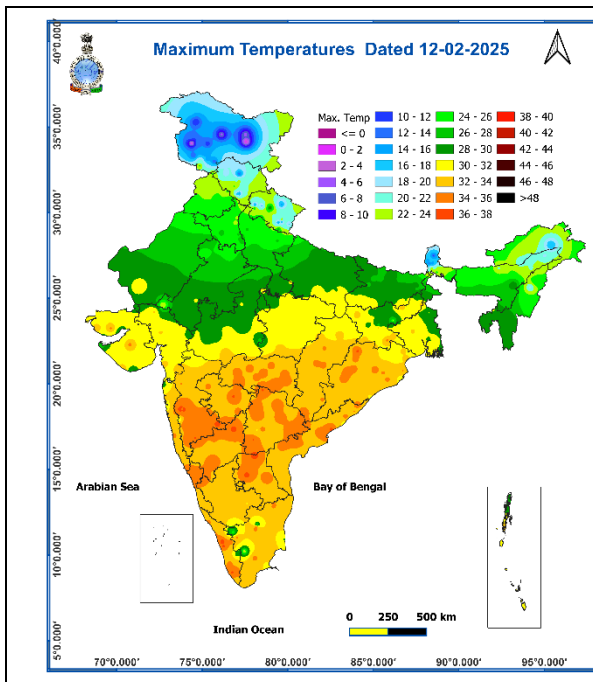 Maximum Temperatures Dated 12-02-2025
Max. Temp
<= 0
0 - 2
2 - 4
4 - 6
6 - 8
8 - 10
10 - 12
12 - 14
14 - 16
16 - 18
18 - 20
20 - 22
22 - 24
24 - 26
26 - 28
28 - 30
30 - 32
32 - 34
34 - 36
36 - 38
38 - 40
40 - 42
42 - 44
44 - 46
46 - 48
>48
40°0.000'
35°0.000'
30°0.000'
25°0.000'
20°0.000'
15°0.000'
10°0.000'
5°0.000'
Arabian Sea
Bay of Bengal
Indian Ocean
0 250 500 km
70°0.000' 75°0.000' 80°0.000' 85°0.000' 90°0.000' 95°0.000'